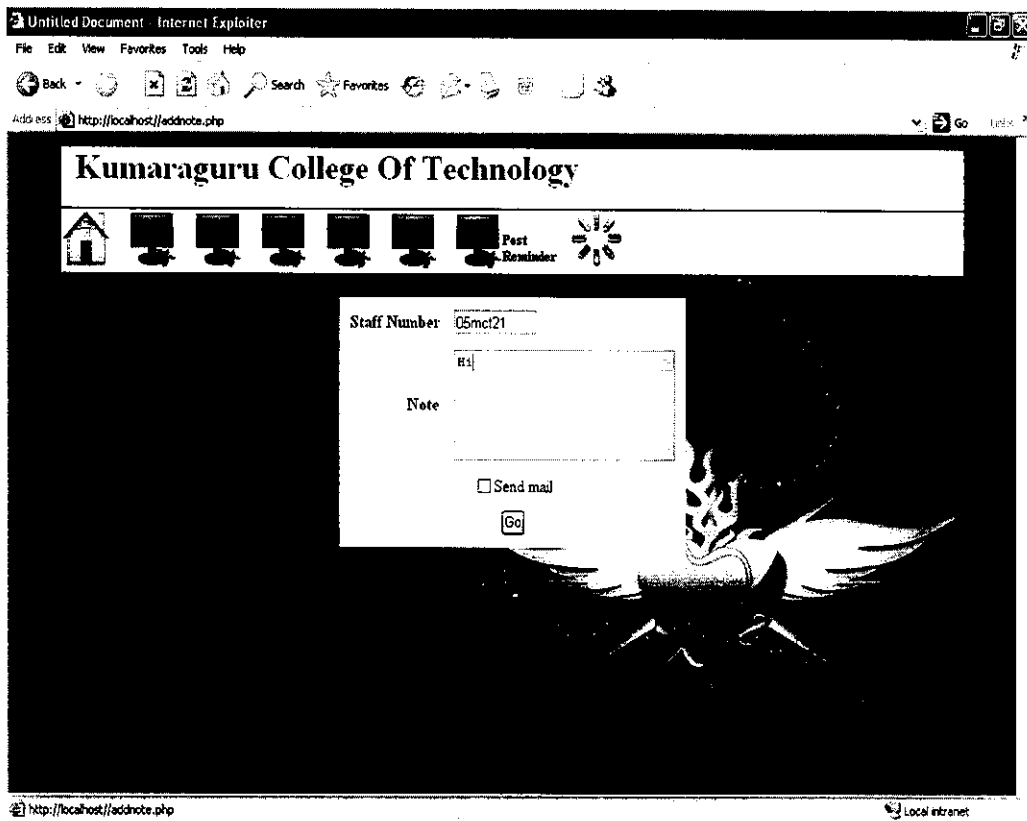 Untitled Document - Internet Exploiter
File Edit View Favorites Tools Help
Back Search Favorites
Address http://localhost//addnote.php Go Links
Kumaraguru College Of Technology
Post
Reminder
Staff Number 05mct21
Hi
Note
Send mail
Go
http://localhost//addnote.php Local intranet